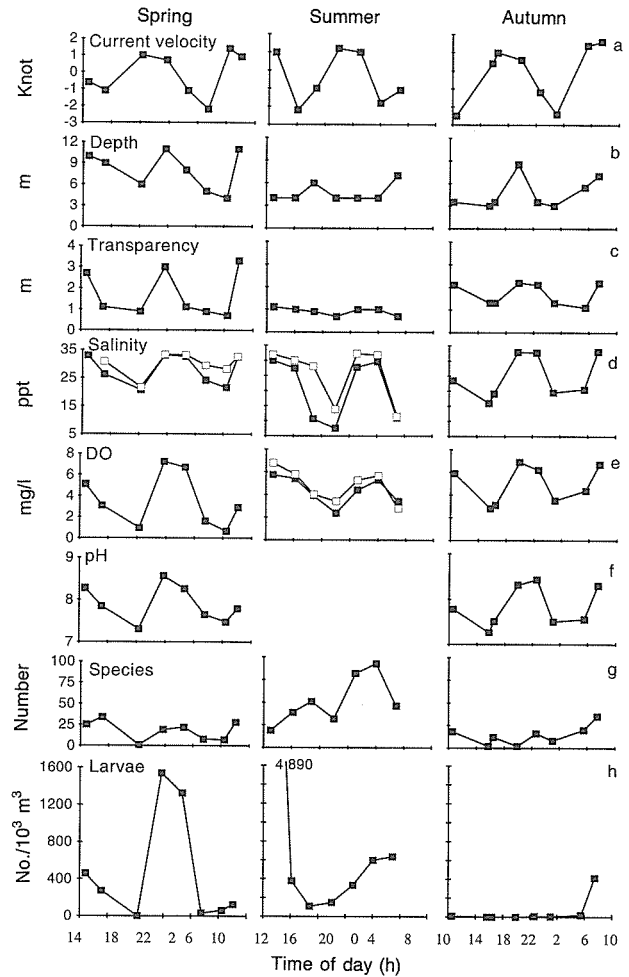 Spring Summer Autumn
Current velocity a
Knot
2
1
0
-1
-2
-3
Depth b
m
12
9
6
3
0
Transparency c
m
4
3
2
1
0
Salinity d
ppt
35
25
15
5
DO e
mg/l
8
6
4
2
0
pH f
9
8
7
Species g
Number
100
75
50
25
0
Larvae 4 890 h
No./10³ m³
1600
1200
800
400
0
14 18 22 2 6 10 14 12 16 20 0 4 8 12 10 14 18 22 2 6 10
Time of day (h)